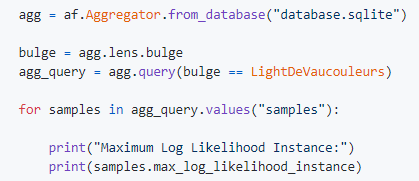 agg = af.Aggregator.from_database("database.sqlite")
bulge = agg.lens.bulge
agg_query = agg.query(bulge == LightDeVaucouleurs)
for samples in agg_query.values("samples"):
print("Maximum Log Likelihood Instance:")
print(samples.max_log_likelihood_instance)